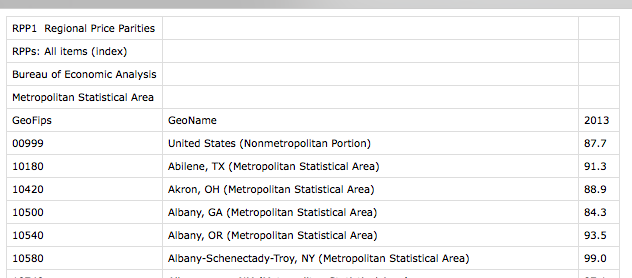 RPP1 Regional Price Parities
RPPs: All items (index)
Bureau of Economic Analysis
Metropolitan Statistical Area
GeoFips GeoName 2013
00999 United States (Nonmetropolitan Portion) 87.7
10180 Abilene, TX (Metropolitan Statistical Area) 91.3
10420 Akron, OH (Metropolitan Statistical Area) 88.9
10500 Albany, GA (Metropolitan Statistical Area) 84.3
10540 Albany, OR (Metropolitan Statistical Area) 93.5
10580 Albany-Schenectady-Troy, NY (Metropolitan Statistical Area) 99.0